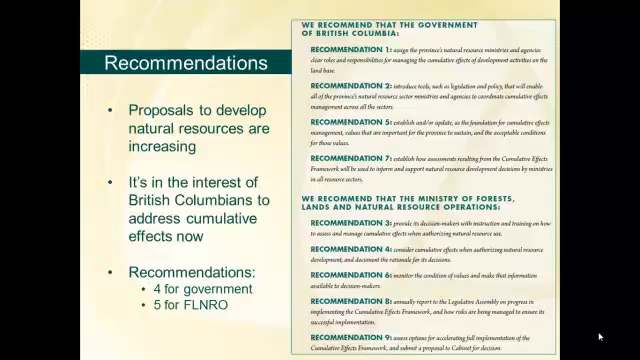 Recommendations
• Proposals to develop
natural resources are
increasing
• It's in the interest of
British Columbians to
address cumulative
effects now
• Recommendations:
• 4 for government
• 5 for FLNRO
WE RECOMMEND THAT THE GOVERNMENT
OF BRITISH COLUMBIA:
RECOMMENDATION 1: assign the province's natural resource ministries and agencies
clear roles and responsibilities for managing the cumulative effects of development activities on the
land base.
RECOMMENDATION 2: introduce tools, such as legislation and policy, that will enable
all of the province's natural resource sector ministries and agencies to coordinate cumulative effects
management across all the sectors.
RECOMMENDATION 5: establish and/or update, as the foundation for cumulative effects
management, values that are important for the province to sustain, and the acceptable conditions
for those values.
RECOMMENDATION 7: establish how assessments resulting from the Cumulative Effects
Framework will be used to inform and support natural resource development decisions by ministries
in all resource sectors.
WE RECOMMEND THAT THE MINISTRY OF FORESTS,
LANDS AND NATURAL RESOURCE OPERATIONS:
RECOMMENDATION 3: provide its decision-makers with instruction and training on how
to assess and manage cumulative effects when authorizing natural resource use.
RECOMMENDATION 4: consider cumulative effects when authorizing natural resource
development, and document the rationale for its decisions.
RECOMMENDATION 6: monitor the condition of values and make that information
available to decision-makers.
RECOMMENDATION 8: annually report to the Legislative Assembly on progress in
implementing the Cumulative Effects Framework, and how risks are being managed to ensure its
successful implementation.
RECOMMENDATION 9: assess options for accelerating full implementation of the
Cumulative Effects Framework, and submit a proposal to Cabinet for decision.